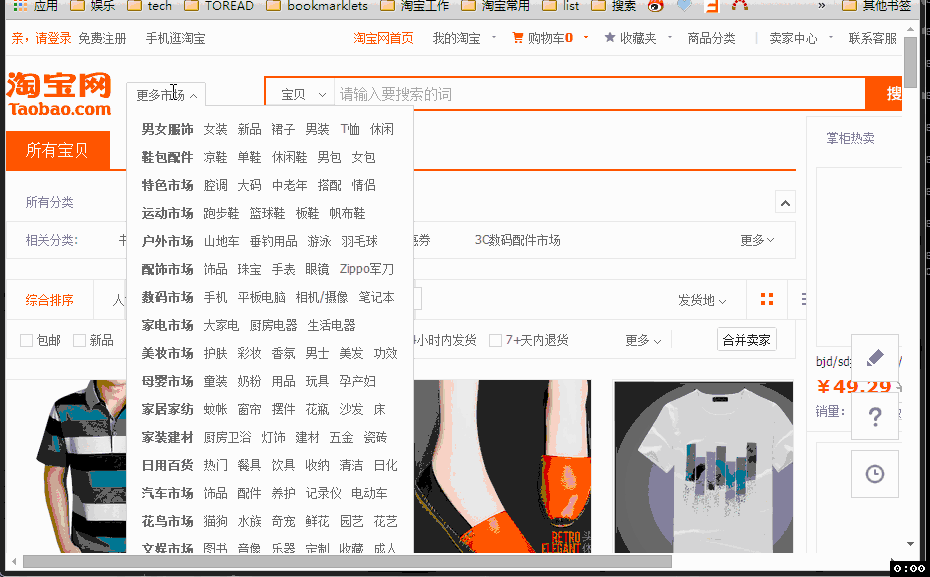 应用 娱乐 tech TOREAD bookmarklets 淘宝工作 淘宝常用 list 搜索 » 其他书签
亲，请登录 免费注册 手机逛淘宝 淘宝网首页 我的淘宝 购物车0 收藏夹 商品分类 卖家中心 联系客服
淘宝网
Taobao.com
更多市场
宝贝 请输入要搜索的词 搜
所有宝贝
掌柜热卖
男女服饰 女装 新品 裙子 男装 T恤 休闲
鞋包配件 凉鞋 单鞋 休闲鞋 男包 女包
特色市场 腔调 大码 中老年 搭配 情侣
所有分类
运动市场 跑步鞋 篮球鞋 板鞋 帆布鞋
相关分类:
户外市场 山地车 垂钓用品 游泳 羽毛球
惠券 3C数码配件市场 更多
配饰市场 饰品 珠宝 手表 眼镜 Zippo军刀
综合排序 人
数码市场 手机 平板电脑 相机/摄像 笔记本
发货地
家电市场 大家电 厨房电器 生活电器
包邮 新品
小时内发货 7+天内退货 更多 合并卖家
美妆市场 护肤 彩妆 香氛 男士 美发 功效
母婴市场 童装 奶粉 用品 玩具 孕产妇
家居家纺 蚊帐 窗帘 摆件 花瓶 沙发 床
家装建材 厨房卫浴 灯饰 建材 五金 瓷砖
日用百货 热门 餐具 饮具 收纳 清洁 日化
汽车市场 饰品 配件 养护 记录仪 电动车
花鸟市场 猫狗 水族 奇宠 鲜花 园艺 花艺
文娱市场 图书 音像 乐器 定制 收藏 成人
bjd/sd
￥49.29
销量：
?
RETRO
ELEGANT
0:00